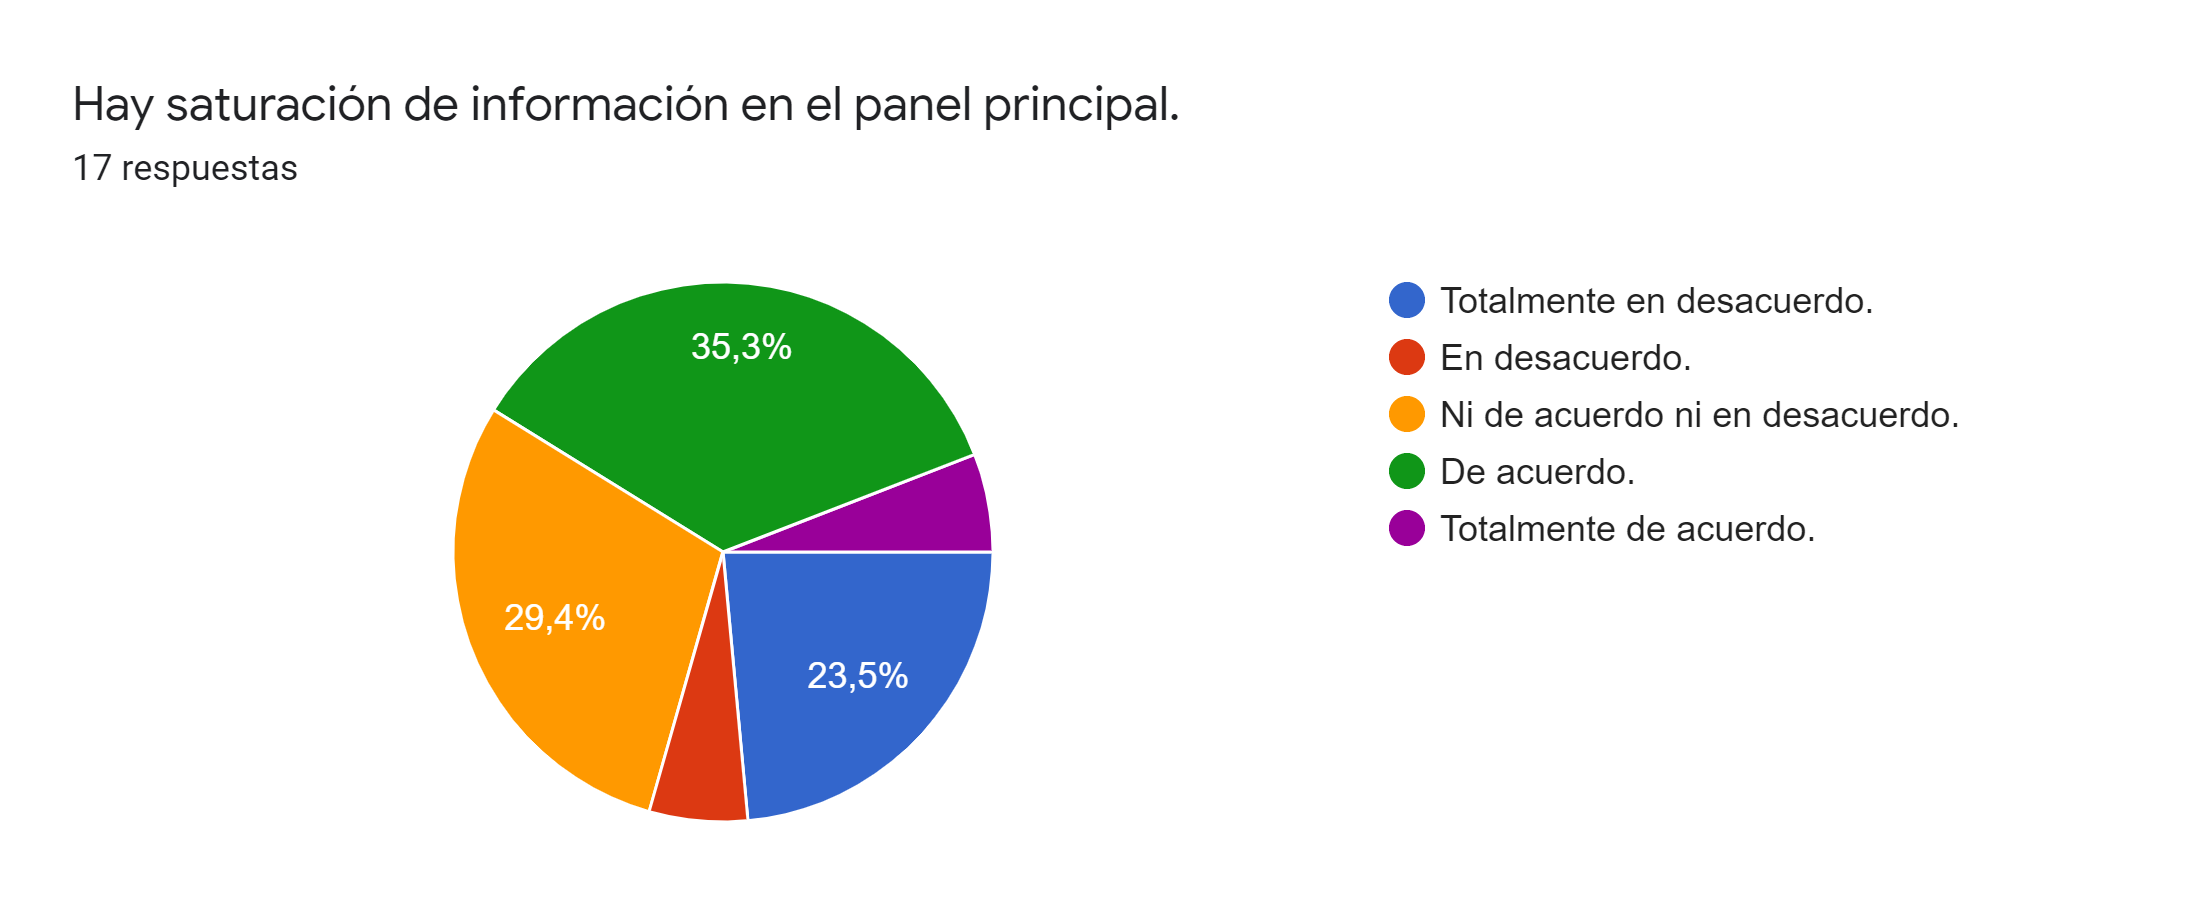 Hay saturación de información en el panel principal.
17 respuestas
35,3%
29,4%
23,5%
Totalmente en desacuerdo.
En desacuerdo.
Ni de acuerdo ni en desacuerdo.
De acuerdo.
Totalmente de acuerdo.